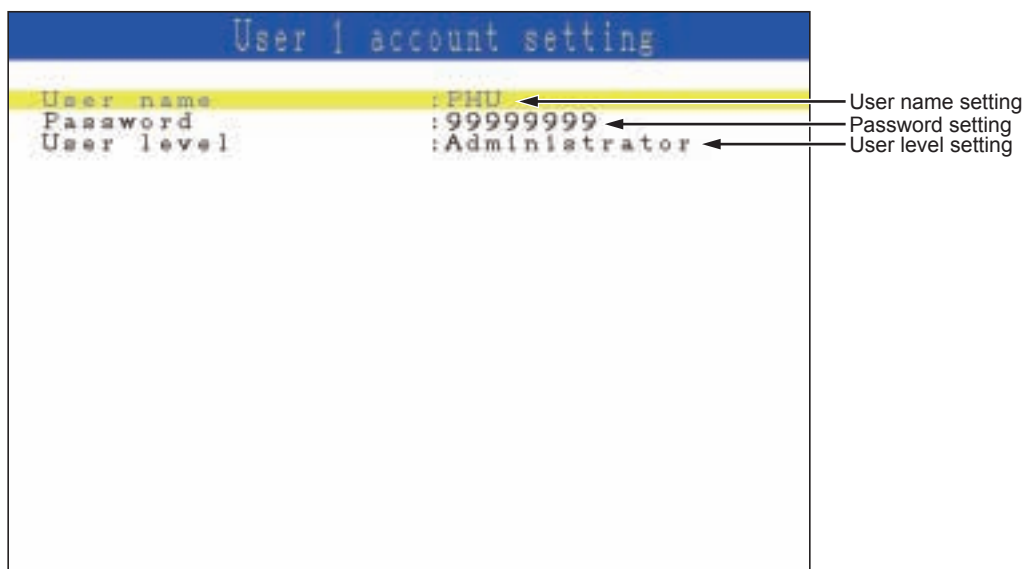 User 1 account setting
User name :PHU
Password :99999999
User level :Administrator
User name setting
Password setting
User level setting